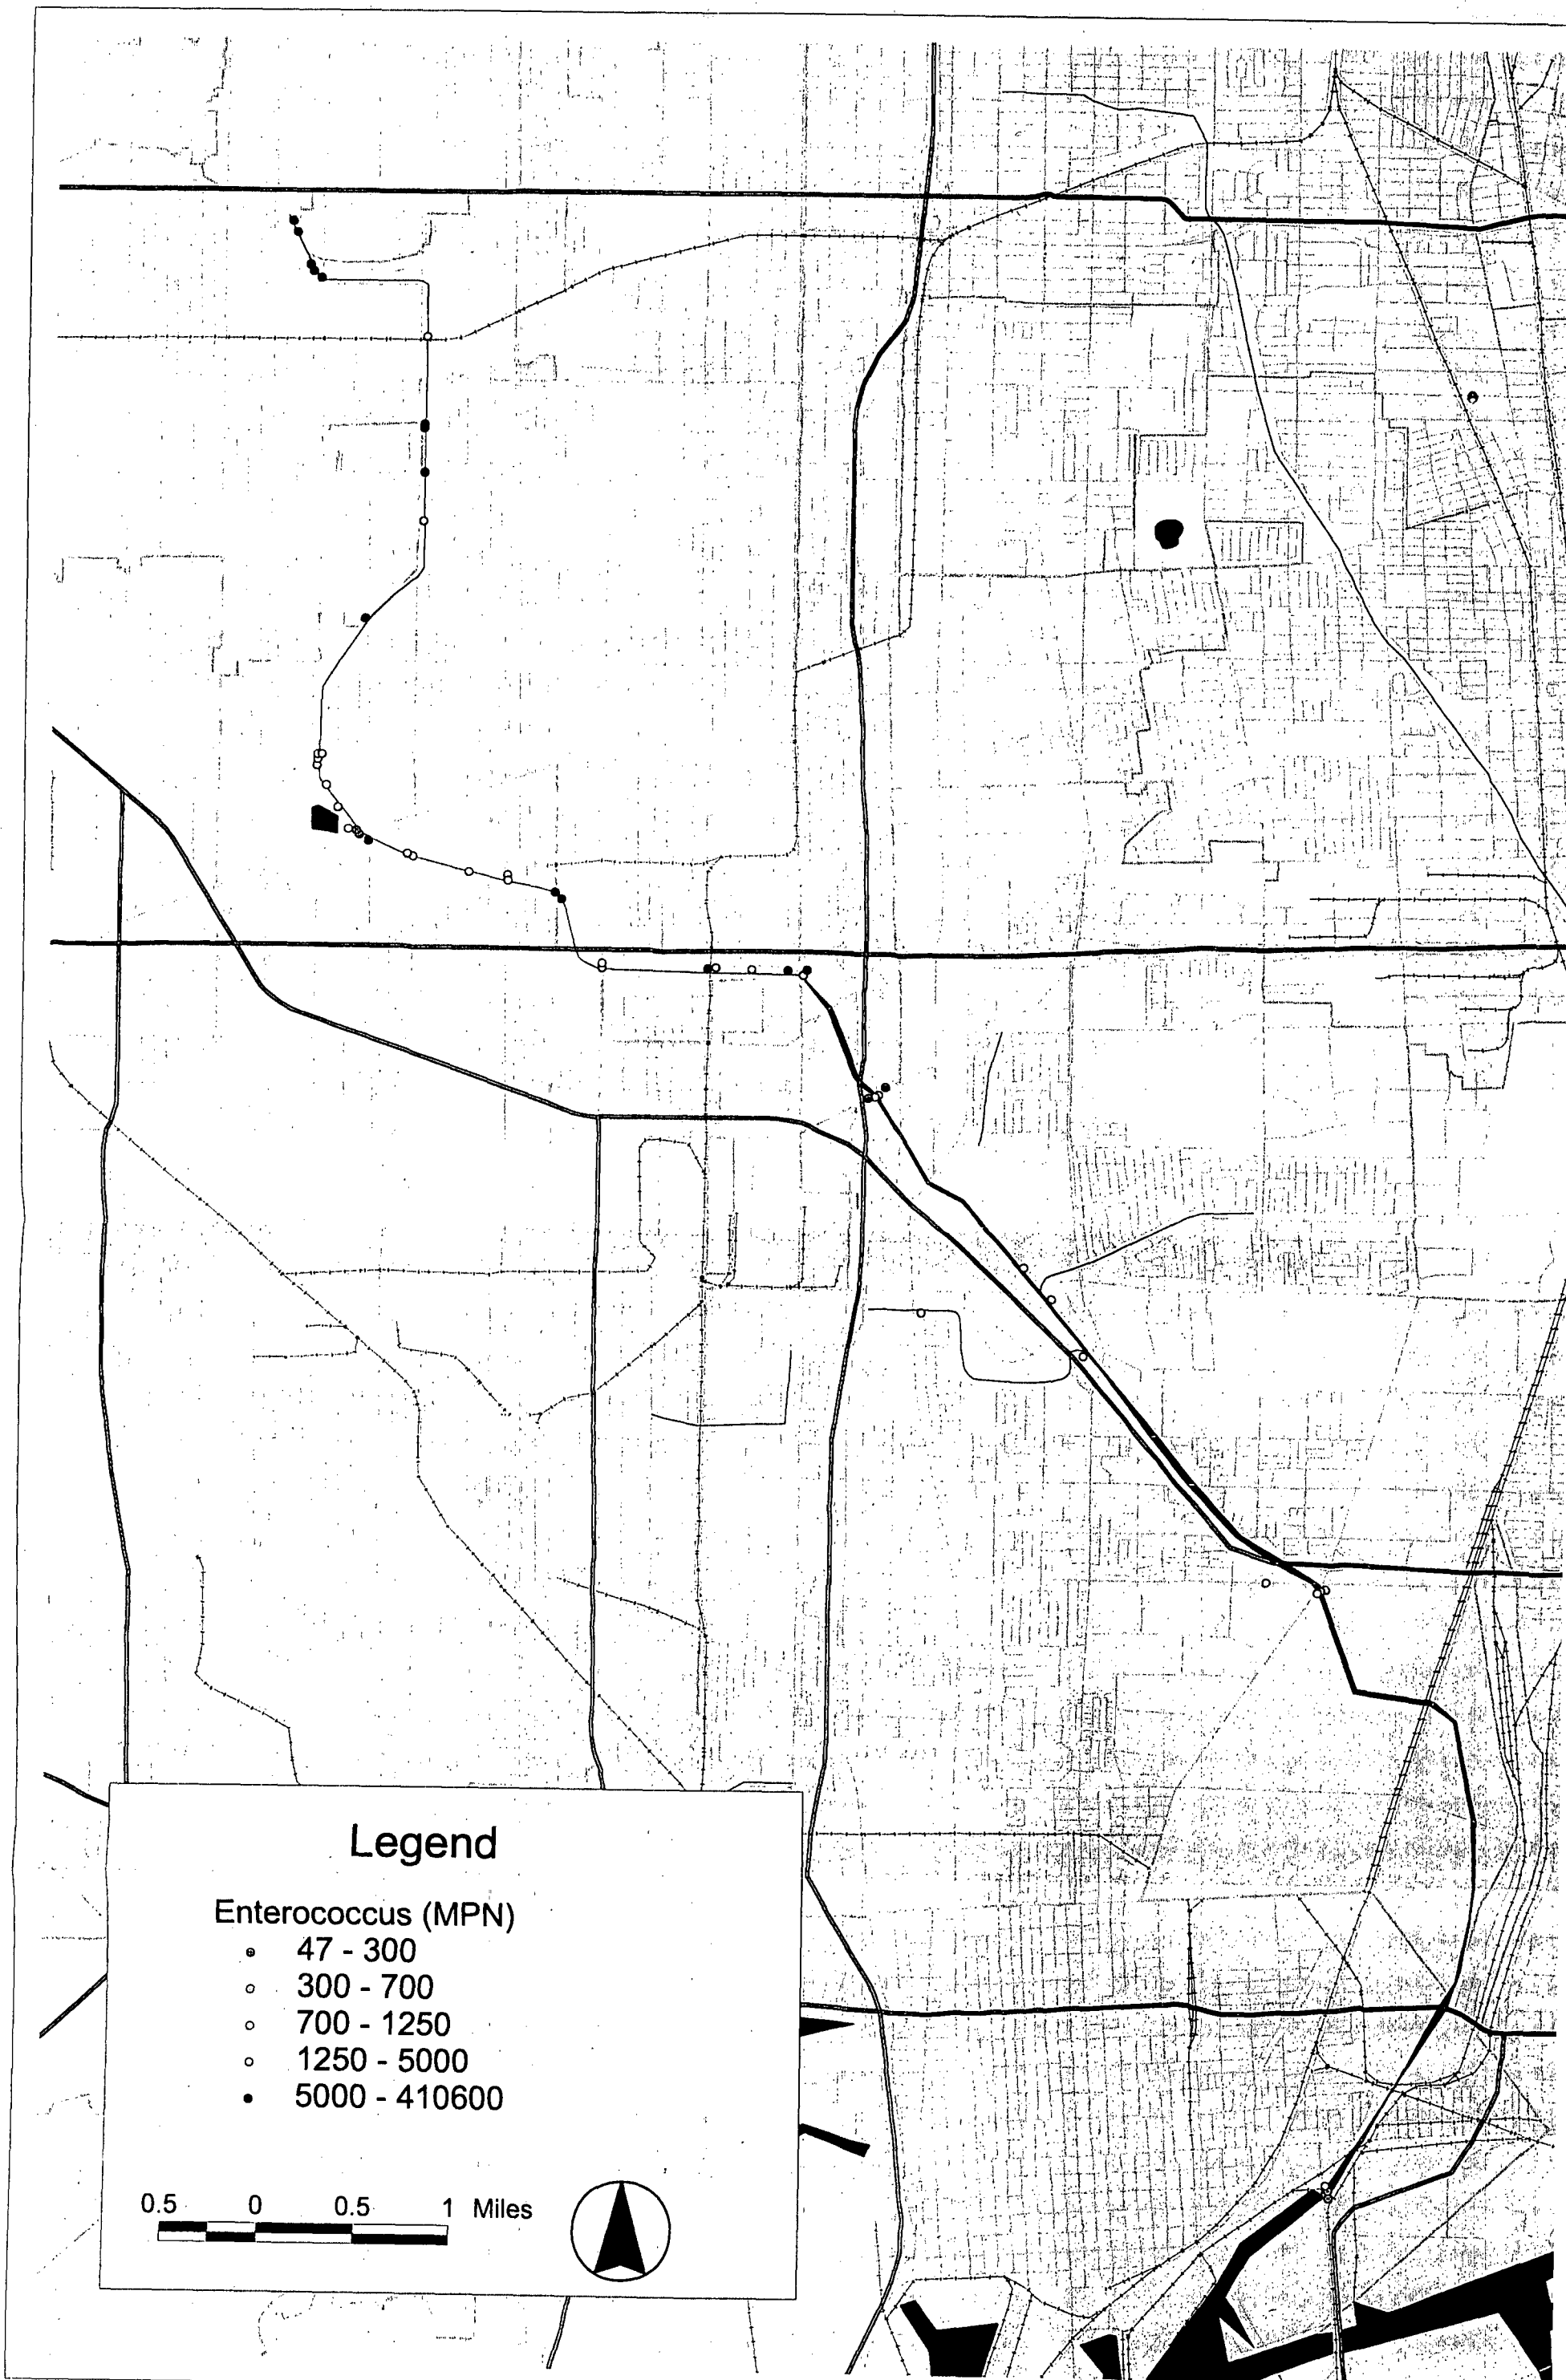 Legend
Enterococcus (MPN)
47 - 300
300 - 700
700 - 1250
1250 - 5000
5000 - 410600
0.5 0 0.5 1 Miles